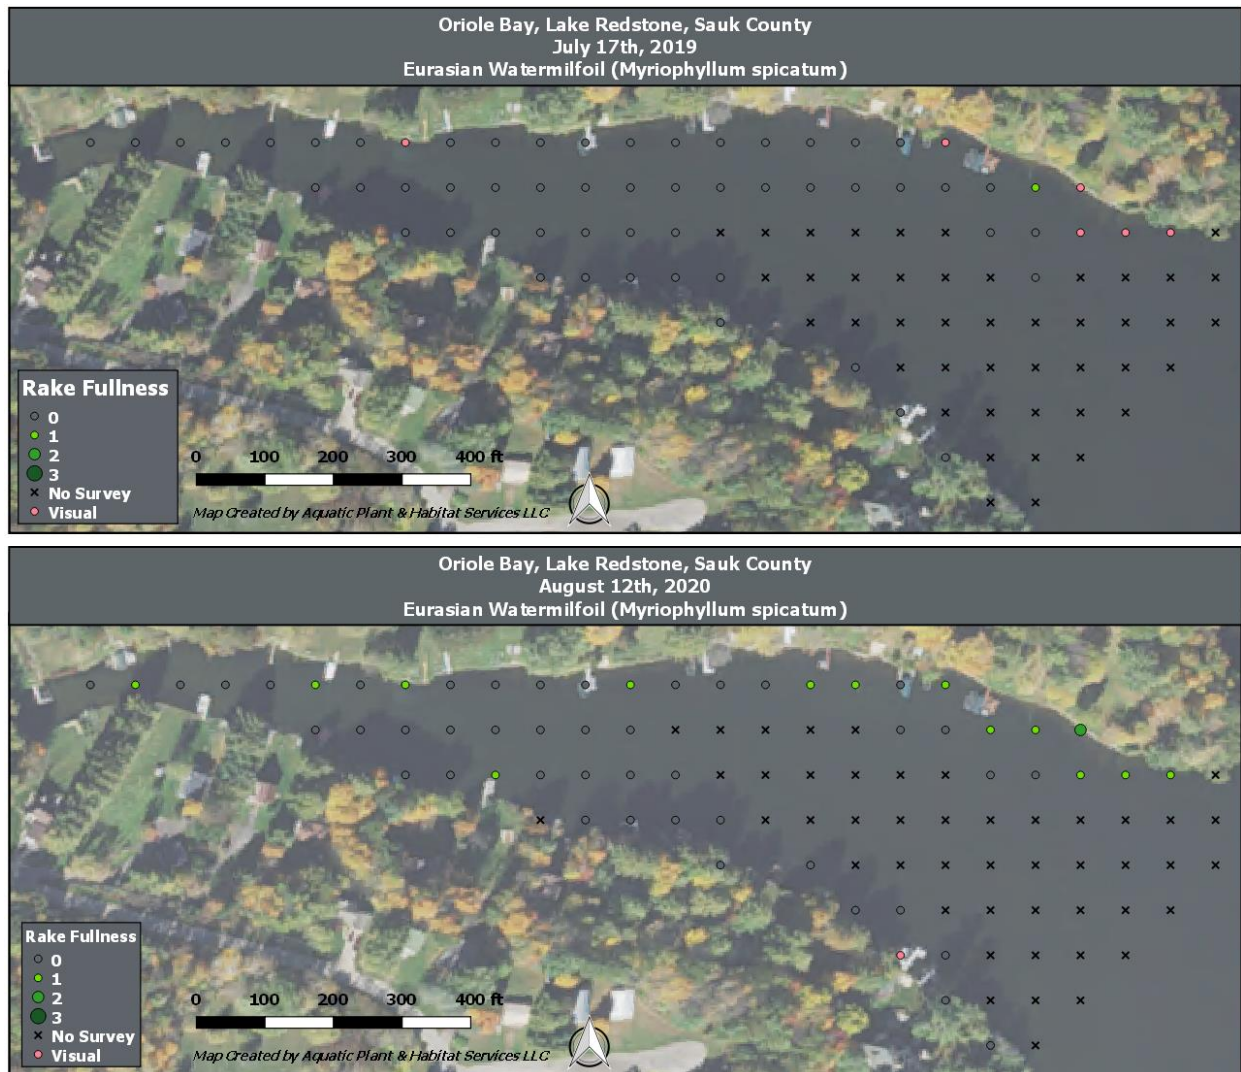 Oriole Bay, Lake Redstone, Sauk County
July 17th, 2019
Eurasian Watermilfoil (Myriophyllum spicatum)
Rake Fullness
0
1
2
3
No Survey
Visual
0 100 200 300 400 ft
Map Created by Aquatic Plant & Habitat Services LLC
Oriole Bay, Lake Redstone, Sauk County
August 12th, 2020
Eurasian Watermilfoil (Myriophyllum spicatum)
Rake Fullness
0
1
2
3
No Survey
Visual
0 100 200 300 400 ft
Map Created by Aquatic Plant & Habitat Services LLC